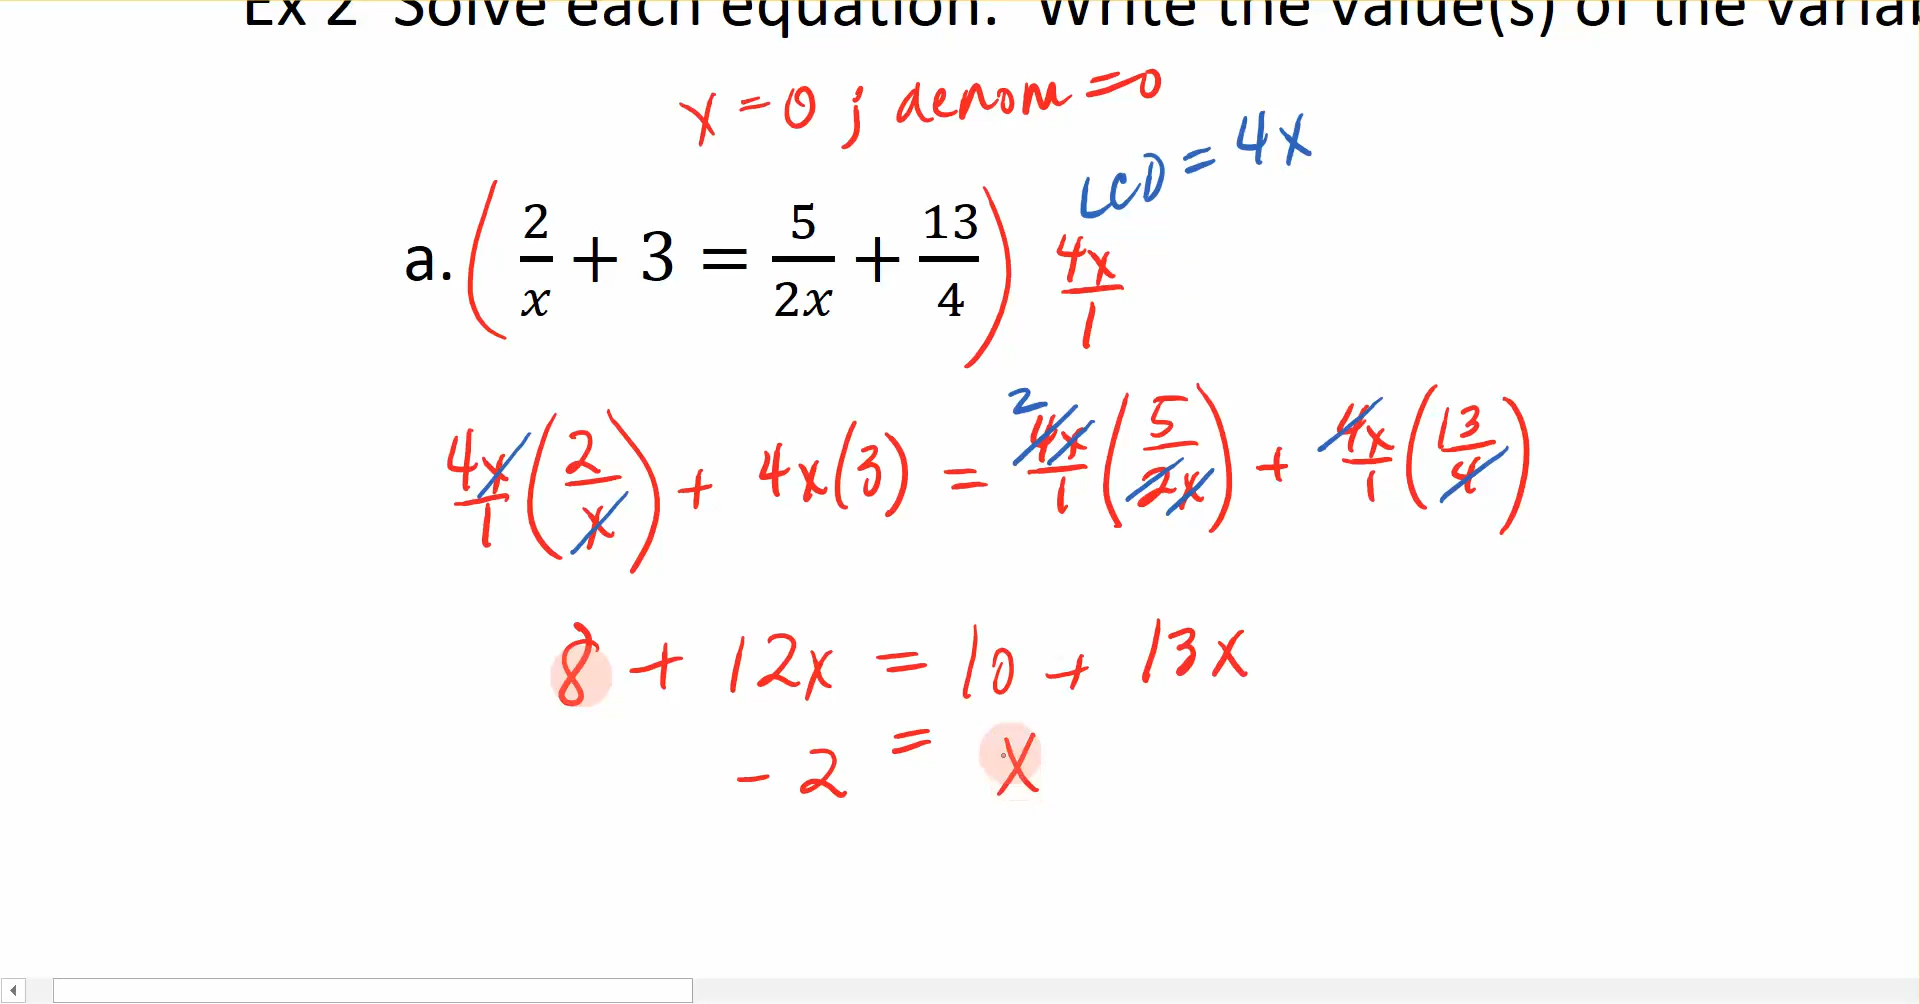 Ex 2 Solve each equation. Write the value(s) of the
x = 0 ; denom = 0
LCD = 4x
a. ( 2/x + 3 = 5/2x + 13/4 ) 4x/1
4x/1 ( 2/x ) + 4x(3) = 2 4x/1 ( 5/2x ) + 4x/1 ( 13/4 )
8 + 12x = 10 + 13x
- 2 = x